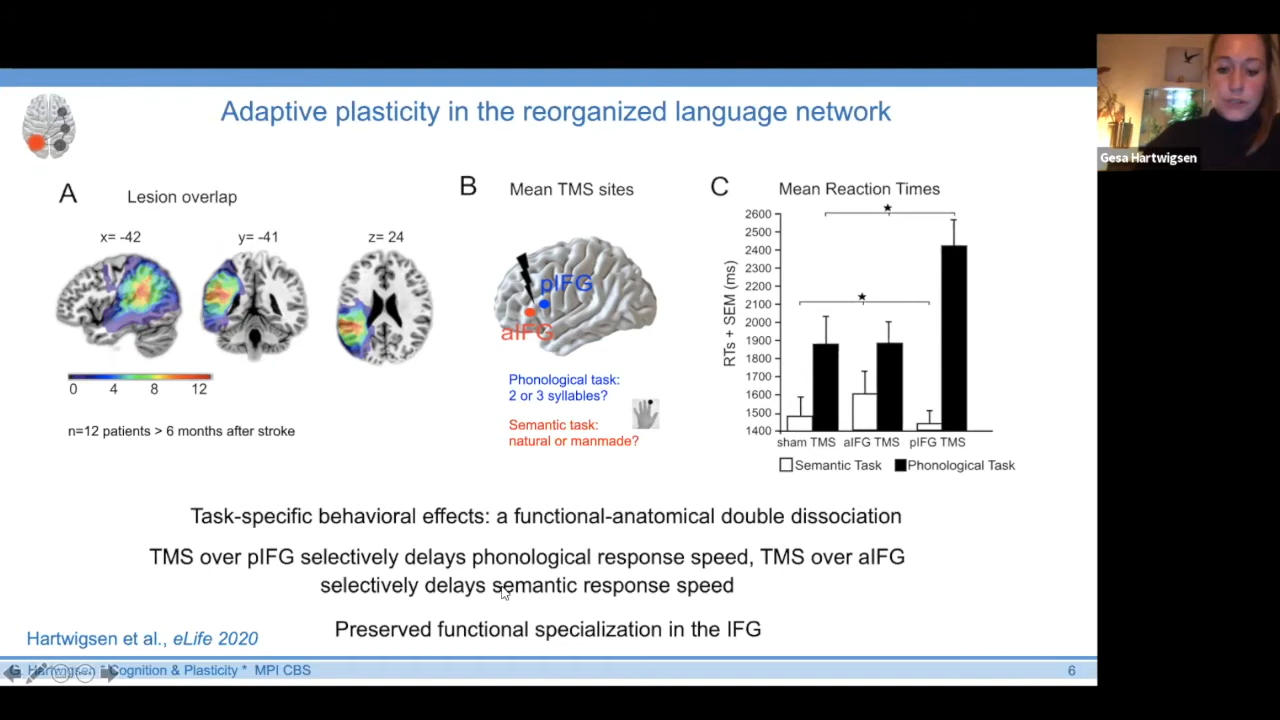 Adaptive plasticity in the reorganized language network
Gesa Hartwigsen
A
Lesion overlap
x= -42
y= -41
z= 24
0 4 8 12
n=12 patients > 6 months after stroke
B
Mean TMS sites
pIFG
aIFG
Phonological task:
2 or 3 syllables?
Semantic task:
natural or manmade?
C
Mean Reaction Times
RTs + SEM (ms)
2600
2500
2400
2300
2200
2100
2000
1900
1800
1700
1600
1500
1400
sham TMS aIFG TMS pIFG TMS
Semantic Task Phonological Task
Task-specific behavioral effects: a functional-anatomical double dissociation
TMS over pIFG selectively delays phonological response speed, TMS over aIFG
selectively delays semantic response speed
Preserved functional specialization in the IFG
Hartwigsen et al., eLife 2020
G. Hartwigsen * Cognition & Plasticity * MPI CBS
6